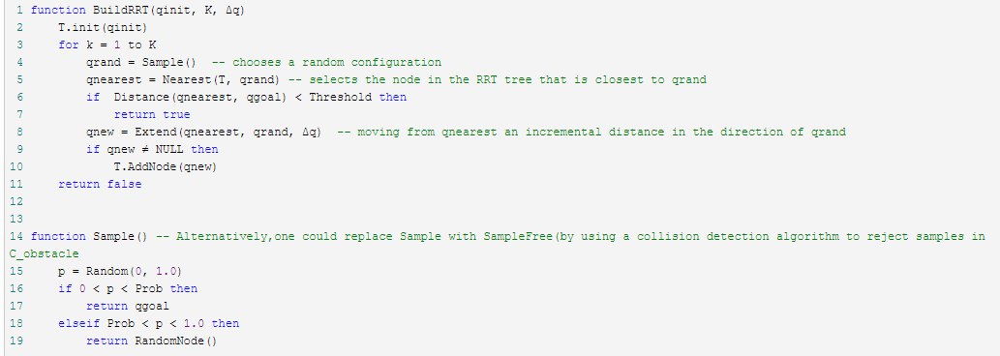 1 function BuildRRT(qinit, K, Δq)
2     T.init(qinit)
3     for k = 1 to K
4         qrand = Sample()  -- chooses a random configuration
5         qnearest = Nearest(T, qrand) -- selects the node in the RRT tree that is closest to qrand
6         if  Distance(qnearest, qgoal) < Threshold then
7             return true
8         qnew = Extend(qnearest, qrand, Δq)  -- moving from qnearest an incremental distance in the direction of qrand
9         if qnew ≠ NULL then
10             T.AddNode(qnew)
11     return false
12
13
14 function Sample() -- Alternatively,one could replace Sample with SampleFree(by using a collision detection algorithm to reject samples in
C_obstacle
15     p = Random(0, 1.0)
16     if 0 < p < Prob then
17         return qgoal
18     elseif Prob < p < 1.0 then
19         return RandomNode()